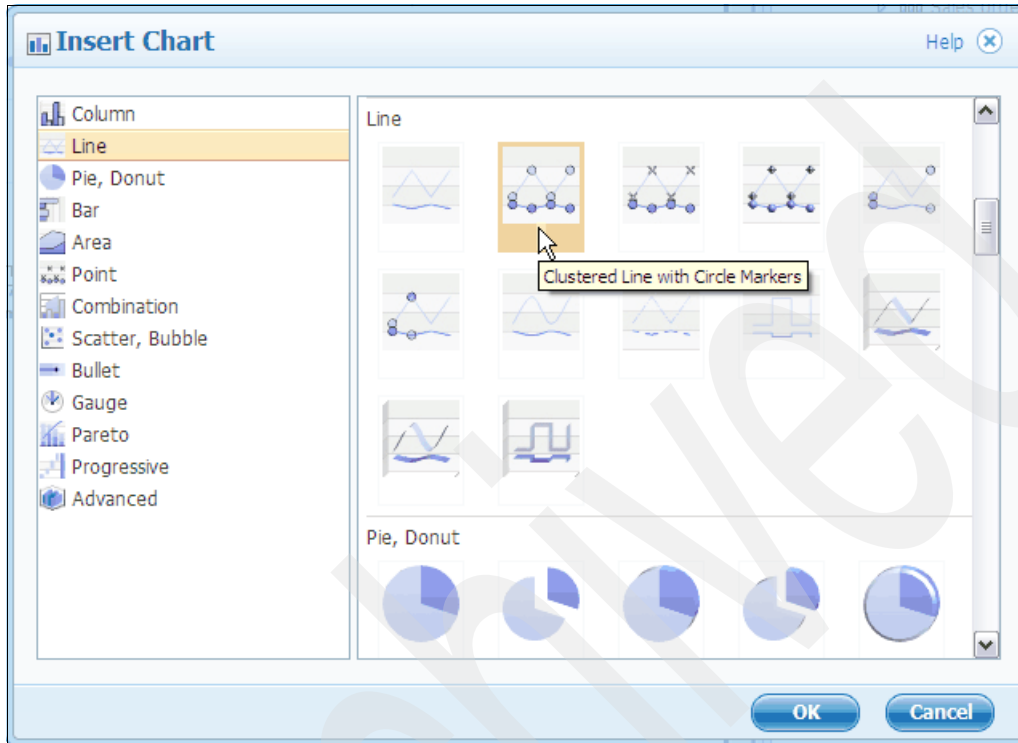 Insert Chart
Help
Column
Line
Pie, Donut
Bar
Area
Point
Combination
Scatter, Bubble
Bullet
Gauge
Pareto
Progressive
Advanced
Line
Clustered Line with Circle Markers
Pie, Donut
OK
Cancel